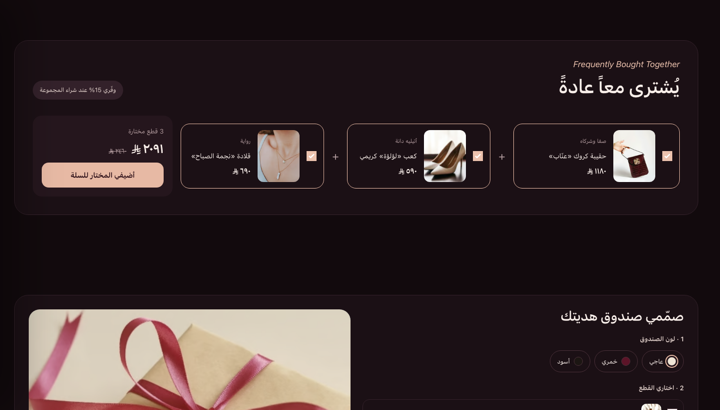 Frequently Bought Together
يُشترى معاً عادةً
وفّري 15% عند شراء المجموعة
صفا وشركاه
حقيبة كروك «عنّاب»
١١٨٠
+
أتيليه دانة
كعب «لؤلؤة» كريمي
٥٩٠
+
رواية
قلادة «نجمة الصباح»
٦٩٠
3 قطع مختارة
٢٠٩١ ٢٤٦٠
أضيفي المختار للسلة
صمّمي صندوق هديتك
1 · لون الصندوق
عاجي
خمري
أسود
2 · اختاري القطع